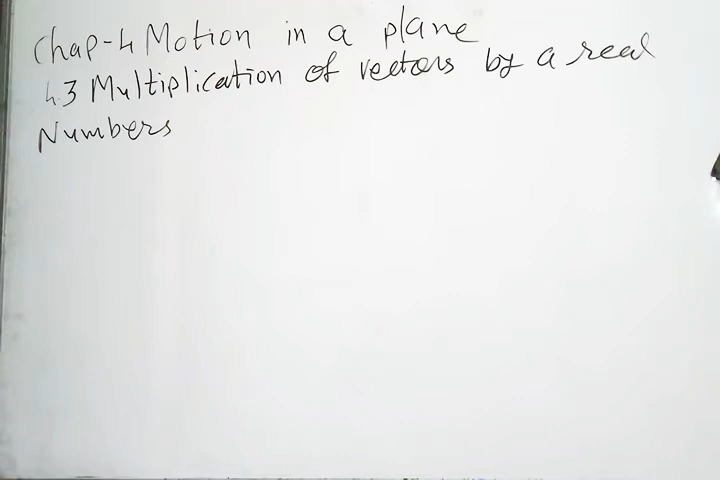 Chap-4 Motion in a plane
4.3 Multiplication of vectors by a real
Numbers